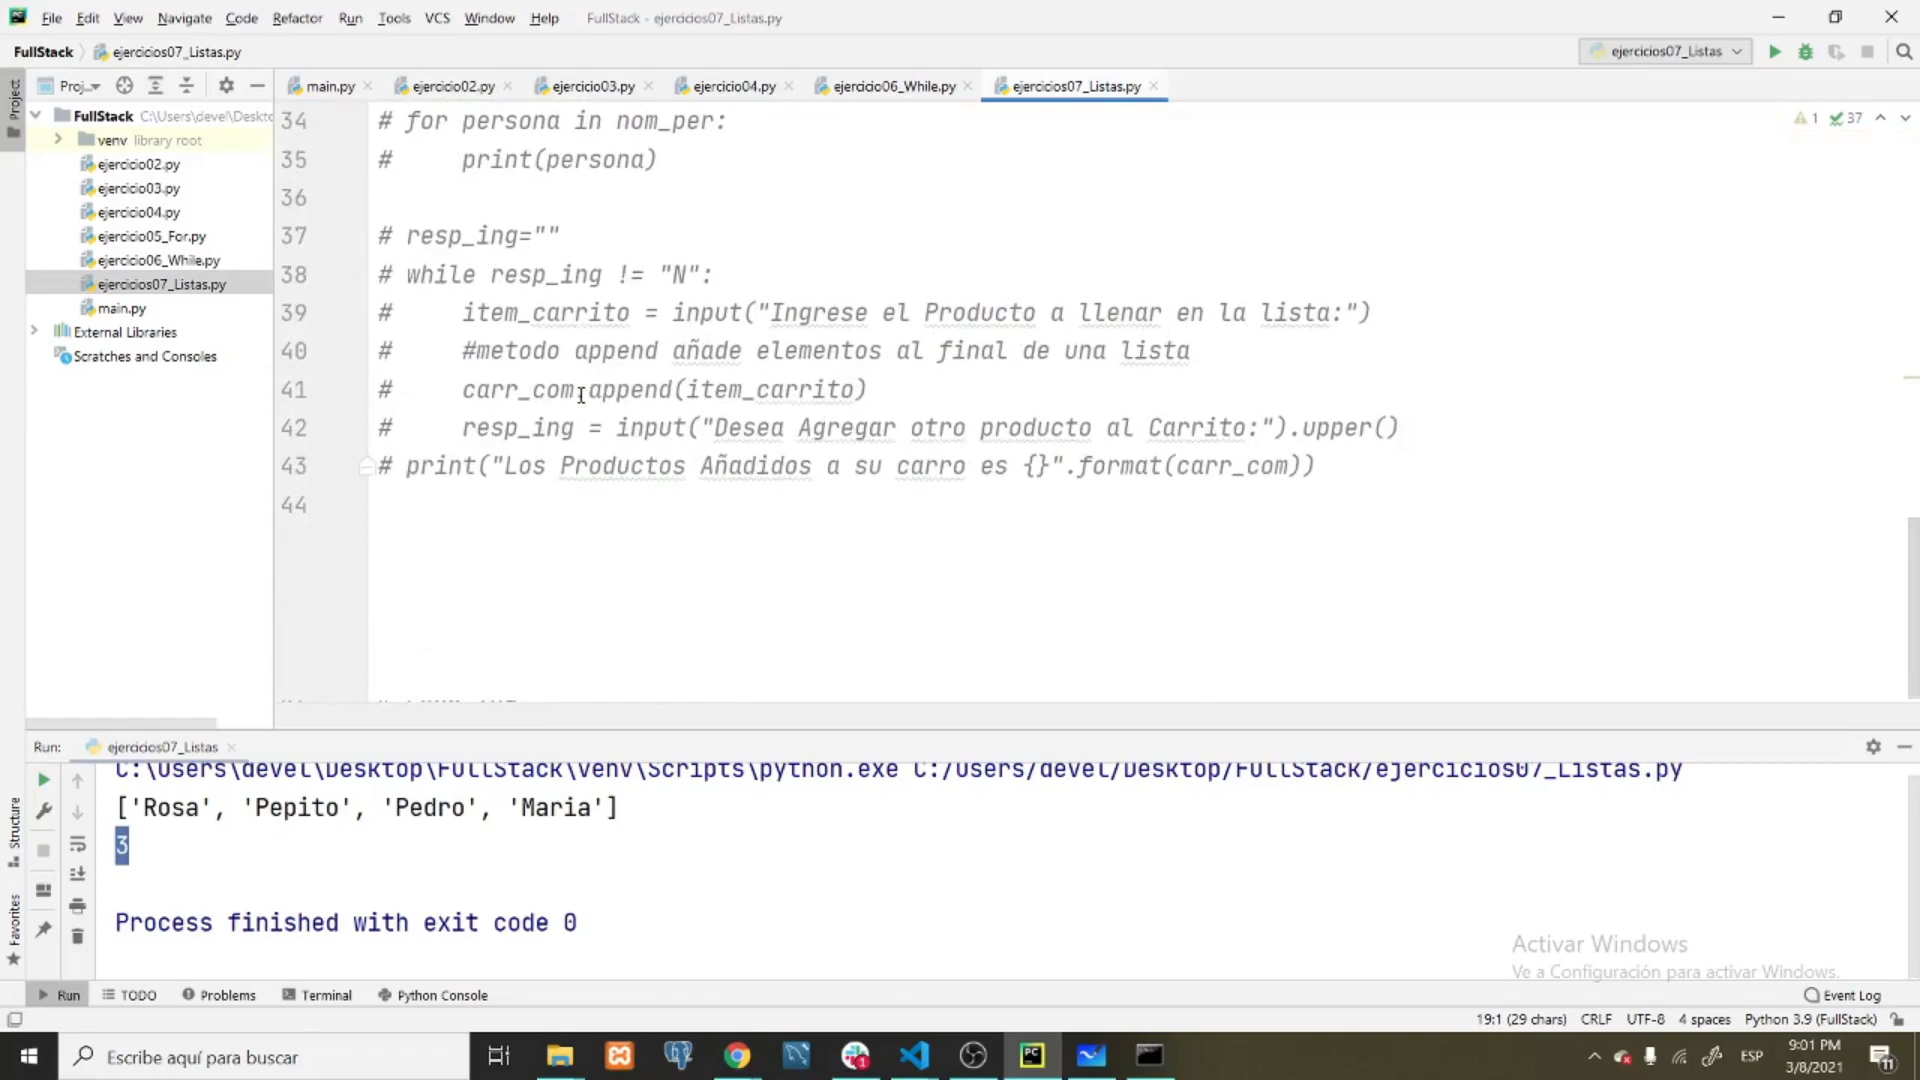 File Edit View Navigate Code Refactor Run Tools VCS Window Help FullStack - ejercicios07_Listas.py
FullStack ejercicios07_Listas.py ejercicios07_Listas
Project
Proj... main.py ejercicio02.py ejercicio03.py ejercicio04.py ejercicio06_While.py ejercicios07_Listas.py
FullStack C:\Users\devel\Deskto
venv library root
ejercicio02.py
ejercicio03.py
ejercicio04.py
ejercicio05_For.py
ejercicio06_While.py
ejercicios07_Listas.py
main.py
External Libraries
Scratches and Consoles
1 37
34 # for persona in nom_per:
35 #     print(persona)
36
37 # resp_ing=""
38 # while resp_ing != "N":
39 #     item_carrito = input("Ingrese el Producto a llenar en la lista:")
40 #     #metodo append añade elementos al final de una lista
41 #     carr_com.append(item_carrito)
42 #     resp_ing = input("Desea Agregar otro producto al Carrito:").upper()
43 # print("Los Productos Añadidos a su carro es {}".format(carr_com))
44
Run: ejercicios07_Listas
C:\Users\devel\Desktop\FullStack\venv\Scripts\python.exe C:/Users/devel/Desktop/FullStack/ejercicios07_Listas.py
['Rosa', 'Pepito', 'Pedro', 'Maria']
3
Process finished with exit code 0
Structure
Favorites
Activar Windows
Ve a Configuración para activar Windows.
Run TODO Problems Terminal Python Console Event Log
19:1 (29 chars) CRLF UTF-8 4 spaces Python 3.9 (FullStack)
Escribe aquí para buscar
1
PC
ESP
9:01 PM
3/8/2021
11